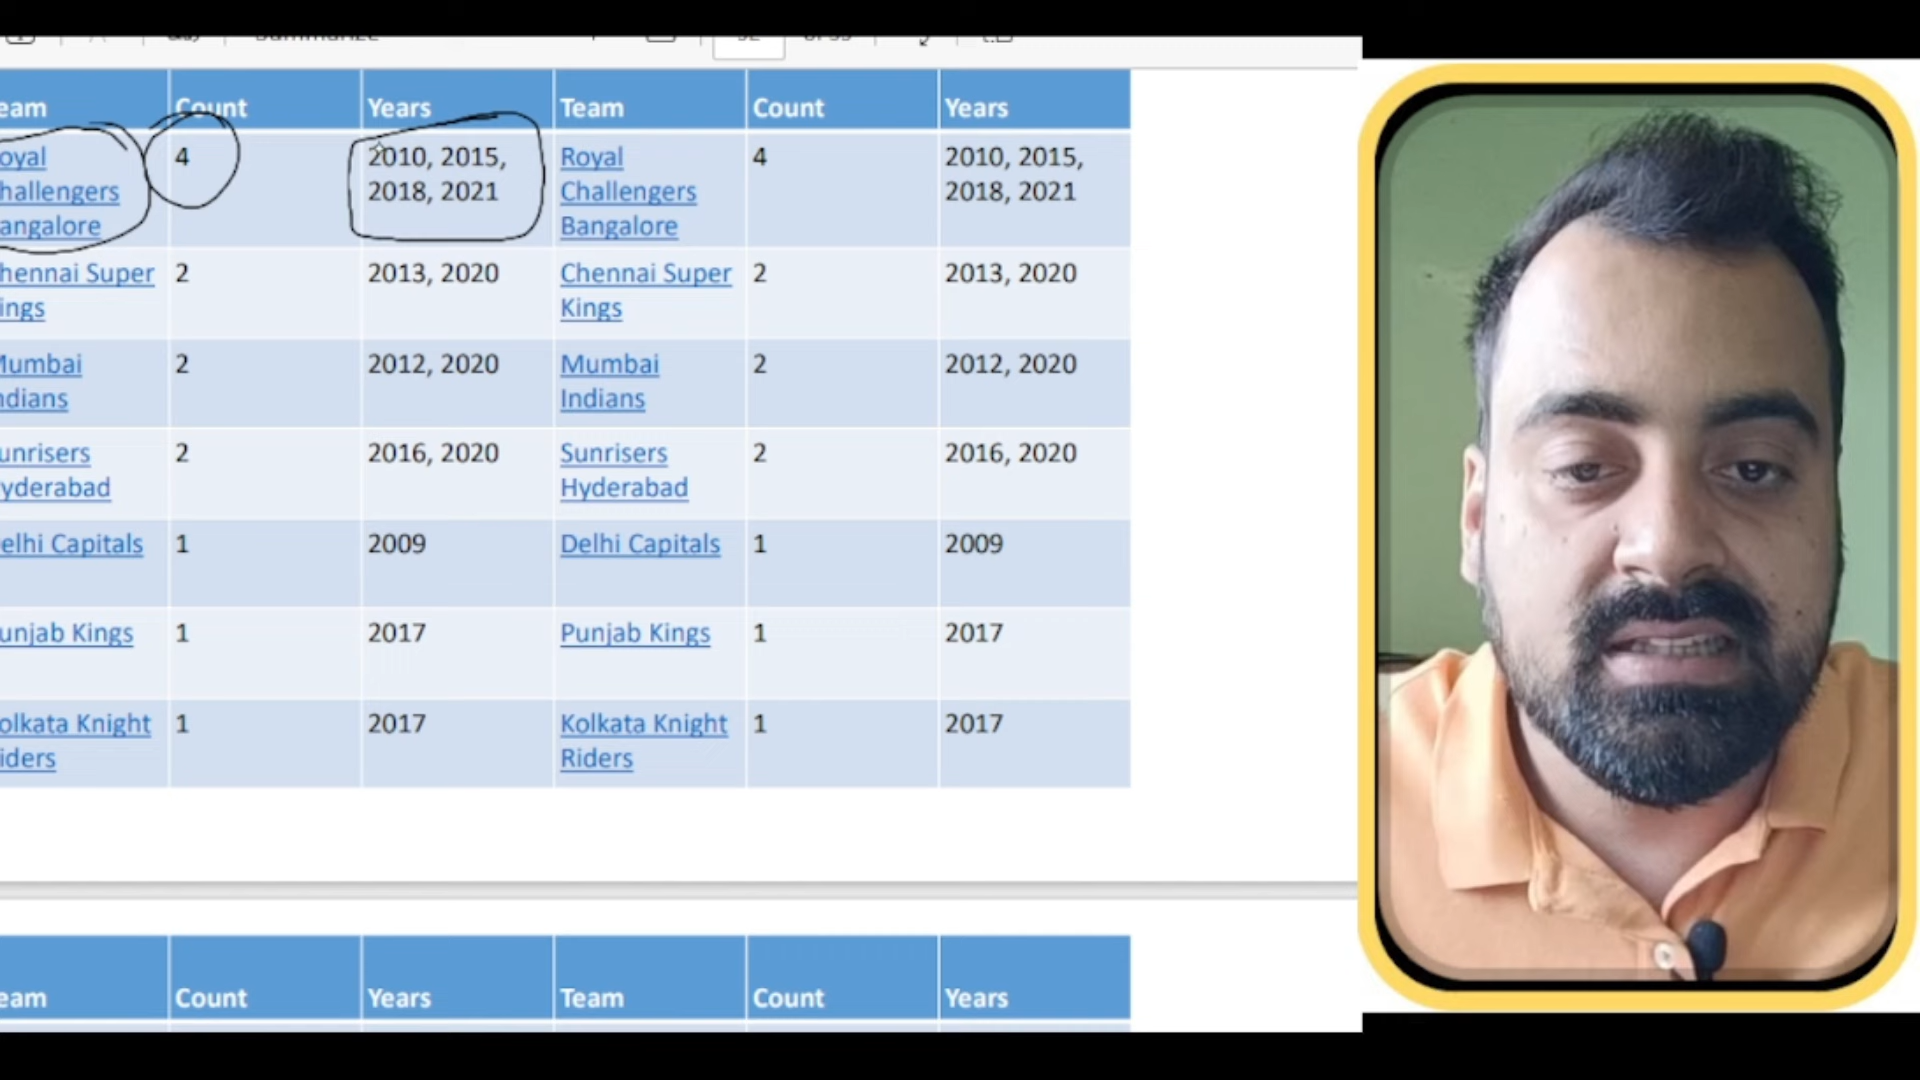 eam Count Years Team Count Years
oyal 4 2010, 2015, Royal 4 2010, 2015,
hallengers 2018, 2021 Challengers 2018, 2021
angalore Bangalore
hennai Super 2 2013, 2020 Chennai Super 2 2013, 2020
ings Kings
Mumbai 2 2012, 2020 Mumbai 2 2012, 2020
ndians Indians
unrisers 2 2016, 2020 Sunrisers 2 2016, 2020
yderabad Hyderabad
elhi Capitals 1 2009 Delhi Capitals 1 2009
unjab Kings 1 2017 Punjab Kings 1 2017
olkata Knight 1 2017 Kolkata Knight 1 2017
iders Riders
eam Count Years Team Count Years